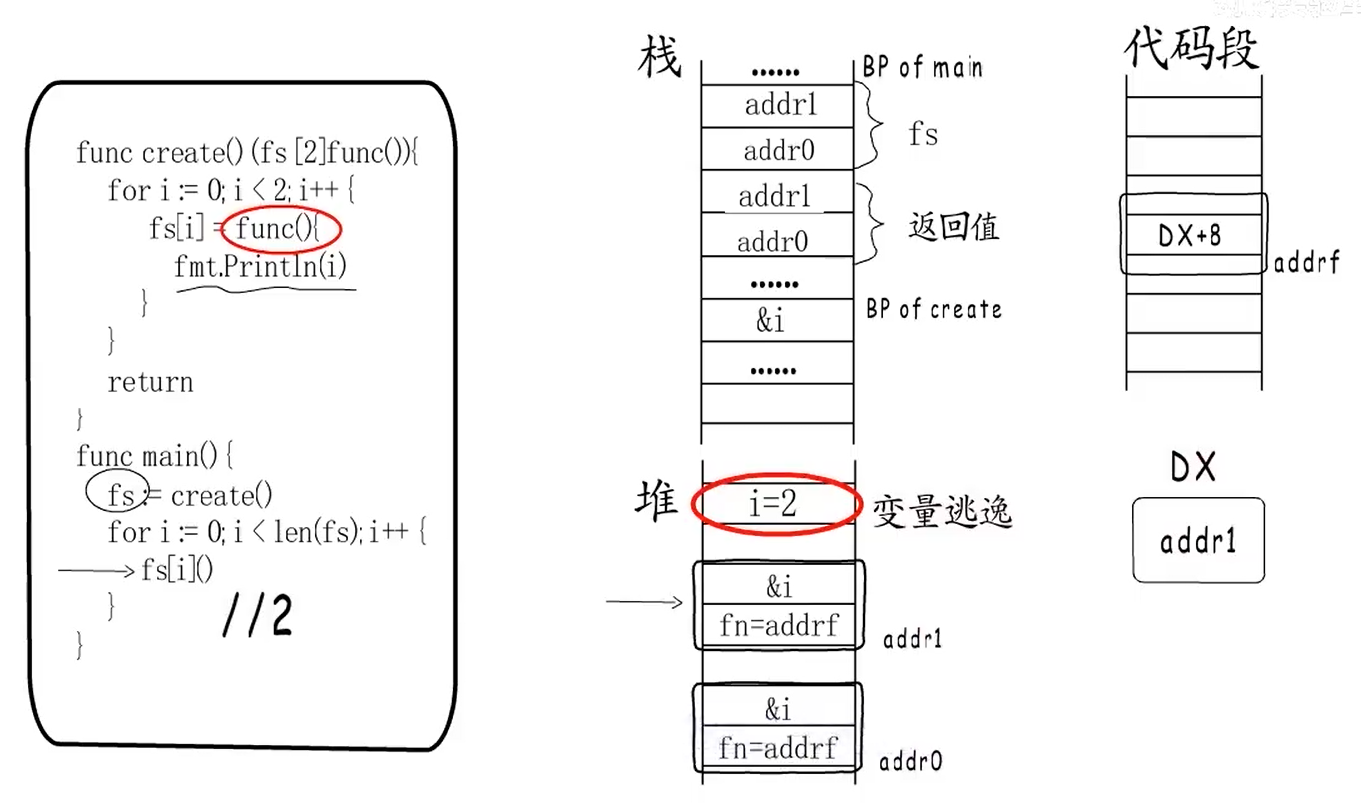 func create() (fs [2]func()){
for i := 0; i < 2; i++ {
fs[i] = func(){
fmt.Println(i)
}
}
return
}
func main() {
fs := create()
for i := 0; i < len(fs); i++ {
fs[i]()
}
//2
}
栈
...... BP of main
addr1
addr0
fs
addr1
addr0
返回值
......
BP of create
&i
......
堆
i=2
变量逃逸
&i
fn=addrf
addr1
&i
fn=addrf
addr0
代码段
DX+8
addrf
DX
addr1